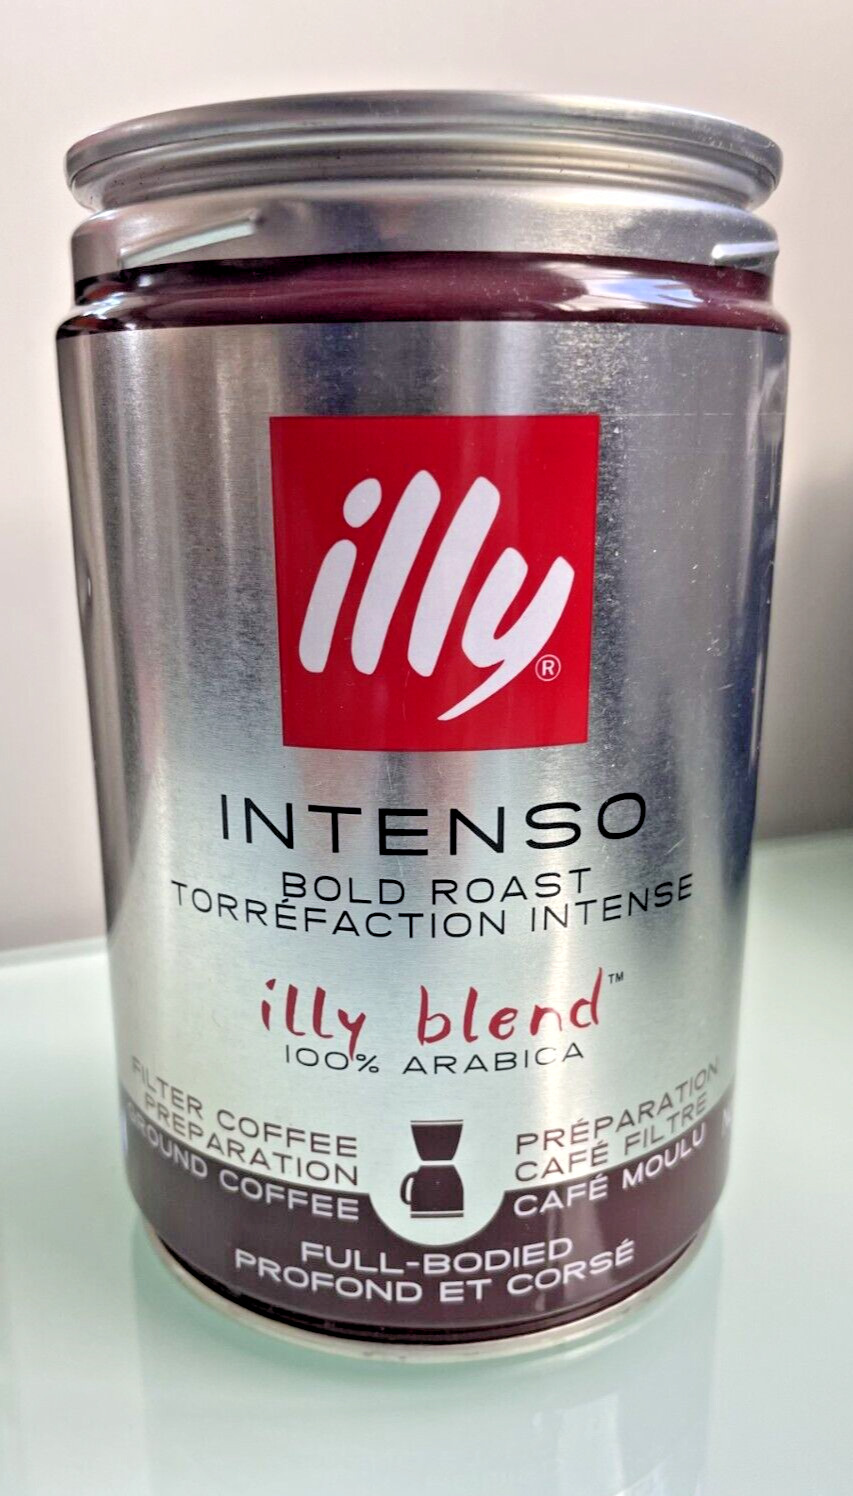 illy®
INTENSO
BOLD ROAST
TORRÉFACTION INTENSE
illy blend™
100% ARABICA
FILTER COFFEE
PREPARATION
GROUND COFFEE
PRÉPARATION
CAFÉ FILTRE
CAFÉ MOULU
FULL-BODIED
PROFOND ET CORSÉ